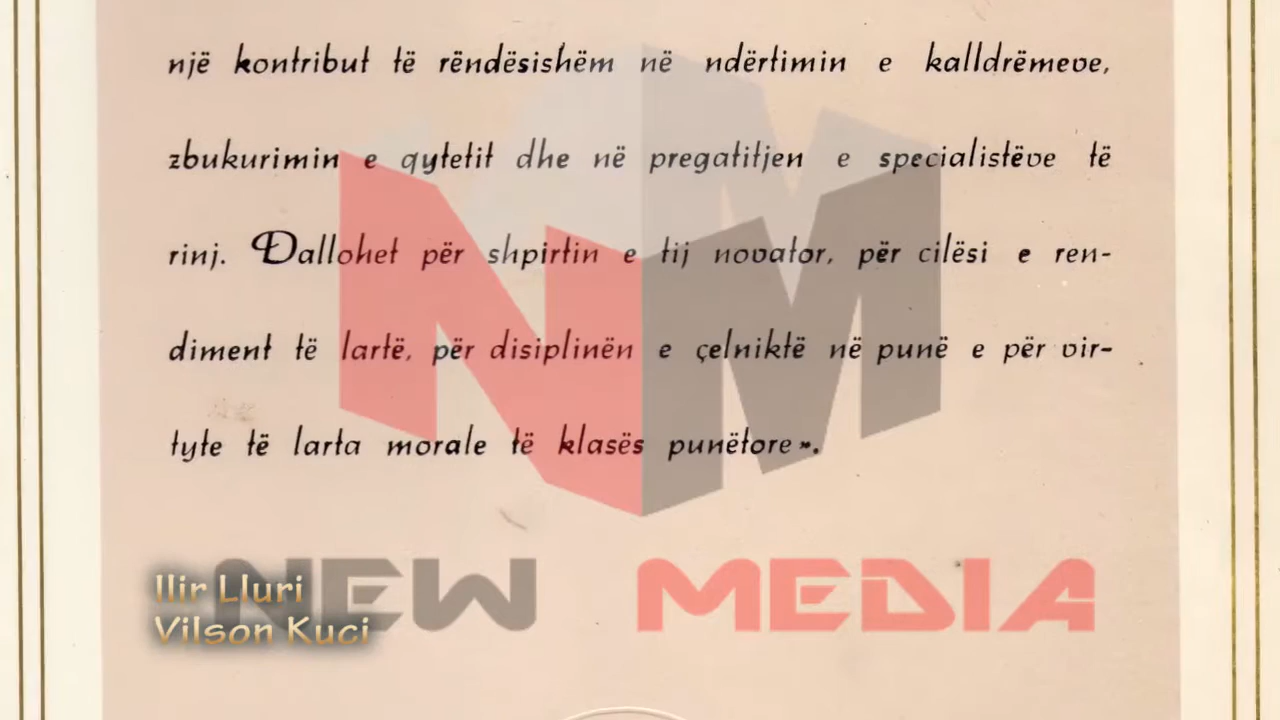 një kontribut të rëndësishëm në ndërtimin e kalldrëmeve,
zbukurimin e qytetit dhe në pregatitjen e specialistëve të
rinj. Dallohet për shpirtin e tij novator, për cilësi e ren-
diment të lartë, për disiplinën e çelniktë në punë e për vir-
tyte të larta morale të klasës punëtore».
NEW MEDIA
Ilir Lluri
Vilson Kuci